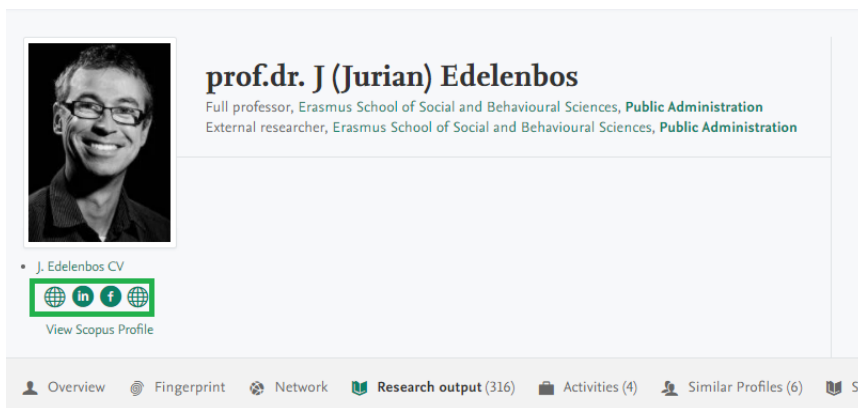 prof.dr. J (Jurian) Edelenbos
Full professor, Erasmus School of Social and Behavioural Sciences, Public Administration
External researcher, Erasmus School of Social and Behavioural Sciences, Public Administration
J. Edelenbos CV
in f
View Scopus Profile
Overview Fingerprint Network Research output (316) Activities (4) Similar Profiles (6) S